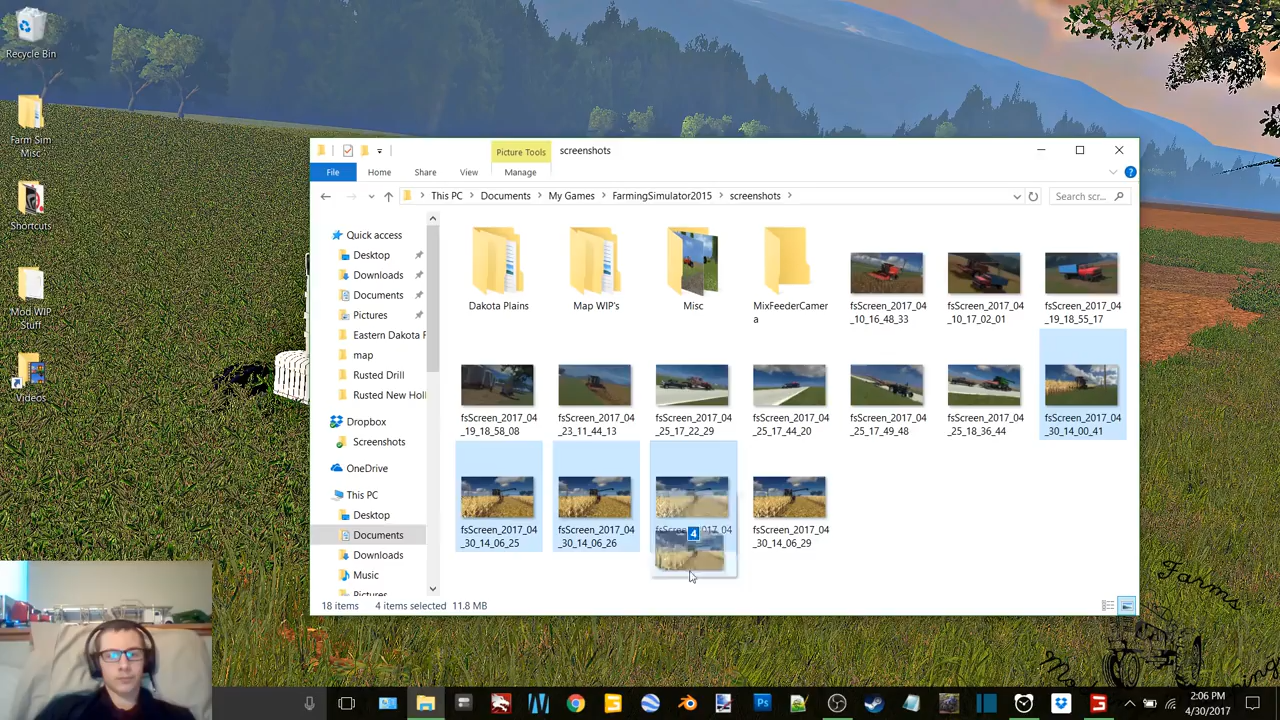 Recycle Bin
Farm Sim
Misc
Shortcuts
Mod WIP
Stuff
Videos
Picture Tools
screenshots
File
Home
Share
View
Manage
This PC
Documents
My Games
FarmingSimulator2015
screenshots
Search scr...
Quick access
Desktop
Downloads
Documents
Pictures
Eastern Dakota F
map
Rusted Drill
Rusted New Holl
Dropbox
Screenshots
OneDrive
This PC
Desktop
Documents
Downloads
Music
Pictures
Dakota Plains
Map WIP's
Misc
MixFeederCamer
a
fsScreen_2017_04
_10_16_48_33
fsScreen_2017_04
_10_17_02_01
fsScreen_2017_04
_19_18_55_17
fsScreen_2017_04
_19_18_58_08
fsScreen_2017_04
_23_11_44_13
fsScreen_2017_04
_25_17_22_29
fsScreen_2017_04
_25_17_44_20
fsScreen_2017_04
_25_17_49_48
fsScreen_2017_04
_25_18_36_44
fsScreen_2017_04
_30_14_00_41
fsScreen_2017_04
_30_14_06_25
fsScreen_2017_04
_30_14_06_26
fsScreen_2017_04
4
fsScreen_2017_04
_30_14_06_29
18 items
4 items selected
11.8 MB
Farms
2:06 PM
4/30/2017